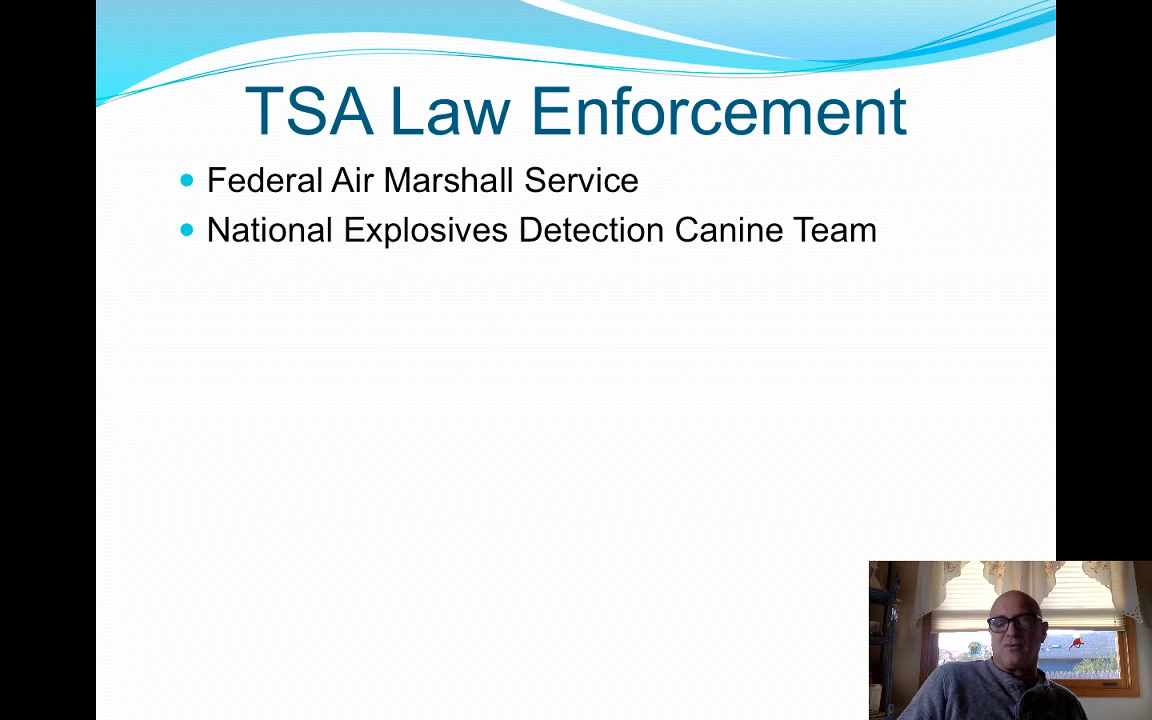 TSA Law Enforcement
Federal Air Marshall Service
National Explosives Detection Canine Team